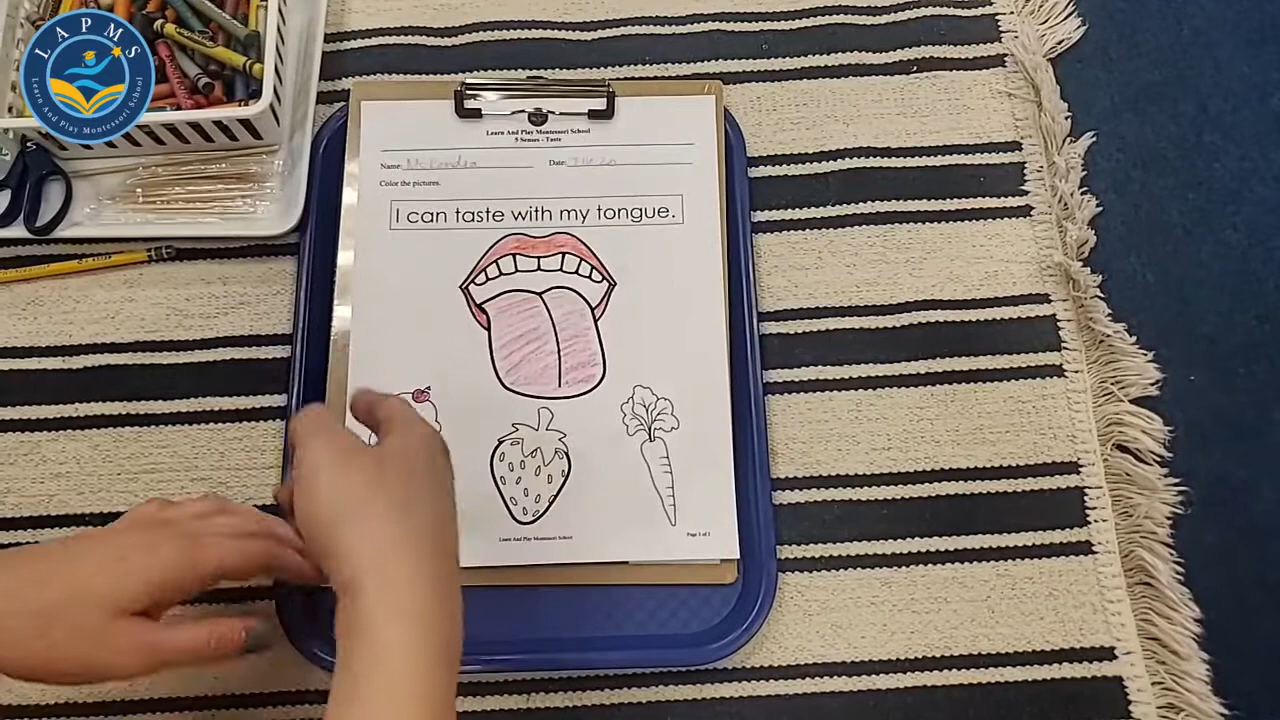 LAPMS
Learn And Play Montessori School
Learn And Play Montessori School
5 Senses - Taste
Name: Date:
Color the pictures.
I can taste with my tongue.
Learn And Play Montessori School Page 1 of 1